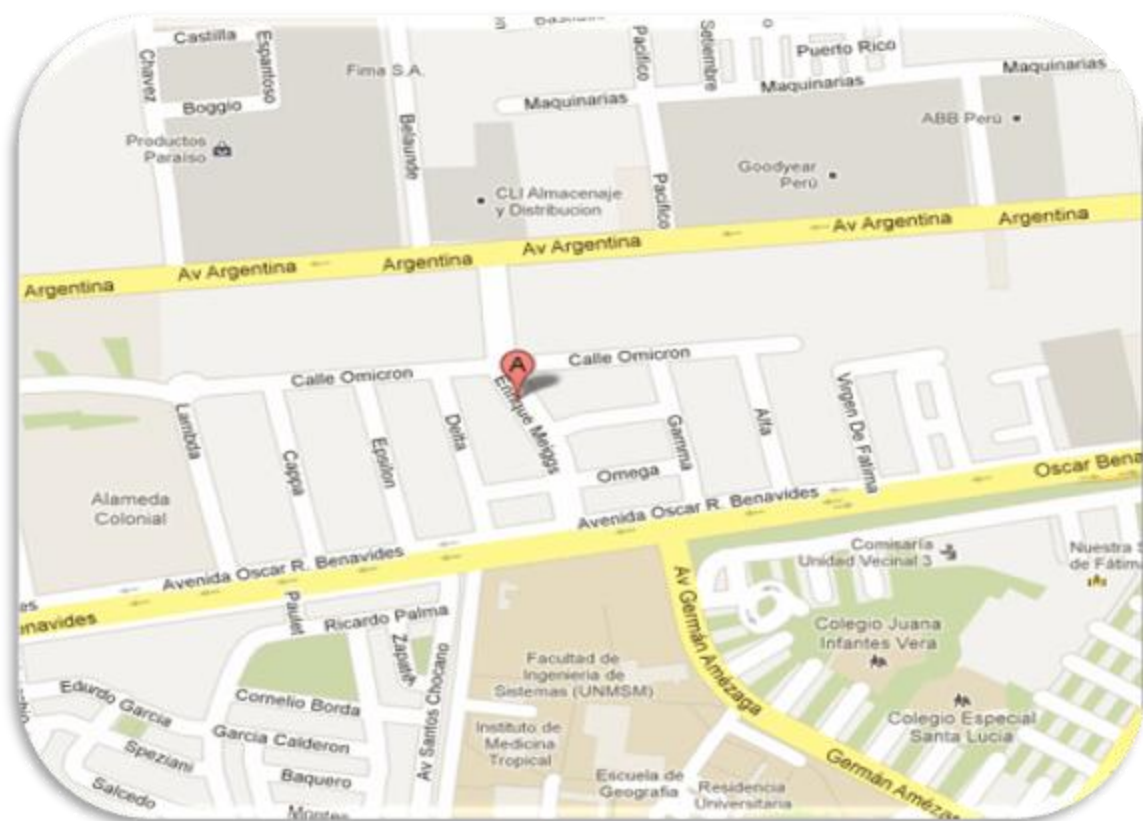 Castilla
Espantoso
Chavez
Boggio
Productos
Paraiso
Fima S.A.
Belaunde
Pacifico
Setiembre
Puerto Rico
Maquinarias
Maquinarias
Maquinarias
ABB Perú
Goodyear
Perú
CLI Almacenaje
y Distribucion
Pacifico
Argentina
Av Argentina
Argentina
Av Argentina
Av Argentina
Argentina
Calle Omicron
A
Calle Omicron
Enrique Meiggs
Lambda
Cappa
Epsilon
Delta
Gamma
Alfa
Virgen De Fatima
Omega
Alameda
Colonial
Avenida Oscar R. Benavides
Avenida Oscar R. Benavides
Oscar Bena
enavides
Paulet
Ricardo Palma
Av Santos Chocano
Cornelio Borda
Garcia Calderon
Edurdo Garcia
Speziani
Salcedo
Baquero
Facultad de
Ingenieria de
Sistemas (UNMSM)
Instituto de
Medicina
Tropical
Escuela de
Geografia
Residencia
Universitaria
Av Germán Amézaga
Germán Améza
Comisaría
Unidad Vecinal 3
Nuestra
de Fátima
Colegio Juana
Infantes Vera
Colegio Especial
Santa Lucia